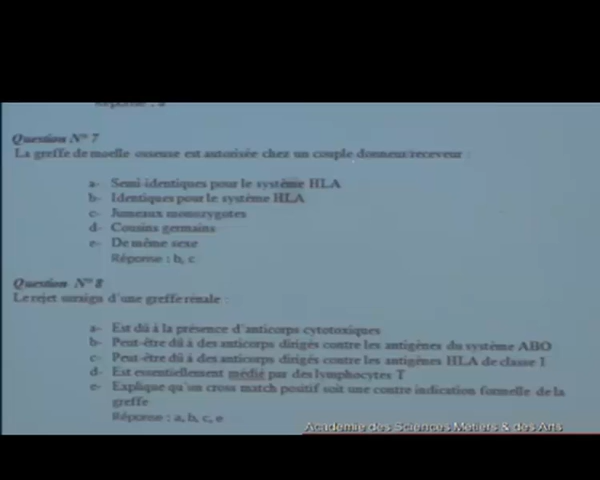 Réponse : a
Question N° 7
La greffe de moelle osseuse est autorisée chez un couple donneur/receveur :
a- Semi-identiques pour le système HLA
b- Identiques pour le système HLA
c- Jumeaux monozygotes
d- Cousins germains
e- De même sexe
Réponse : b, c
Question N° 8
Le rejet suraigu d'une greffe rénale :
a- Est dû à la présence d'anticorps cytotoxiques
b- Peut-être dû à des anticorps dirigés contre les antigènes du système ABO
c- Peut-être dû à des anticorps dirigés contre les antigènes HLA de classe I
d- Est essentiellement médié par des lymphocytes T
e- Explique qu'un cross match positif soit une contre indication formelle de la
greffe
Réponse : a, b, c, e
Academie des Sciences Metiers & des Arts